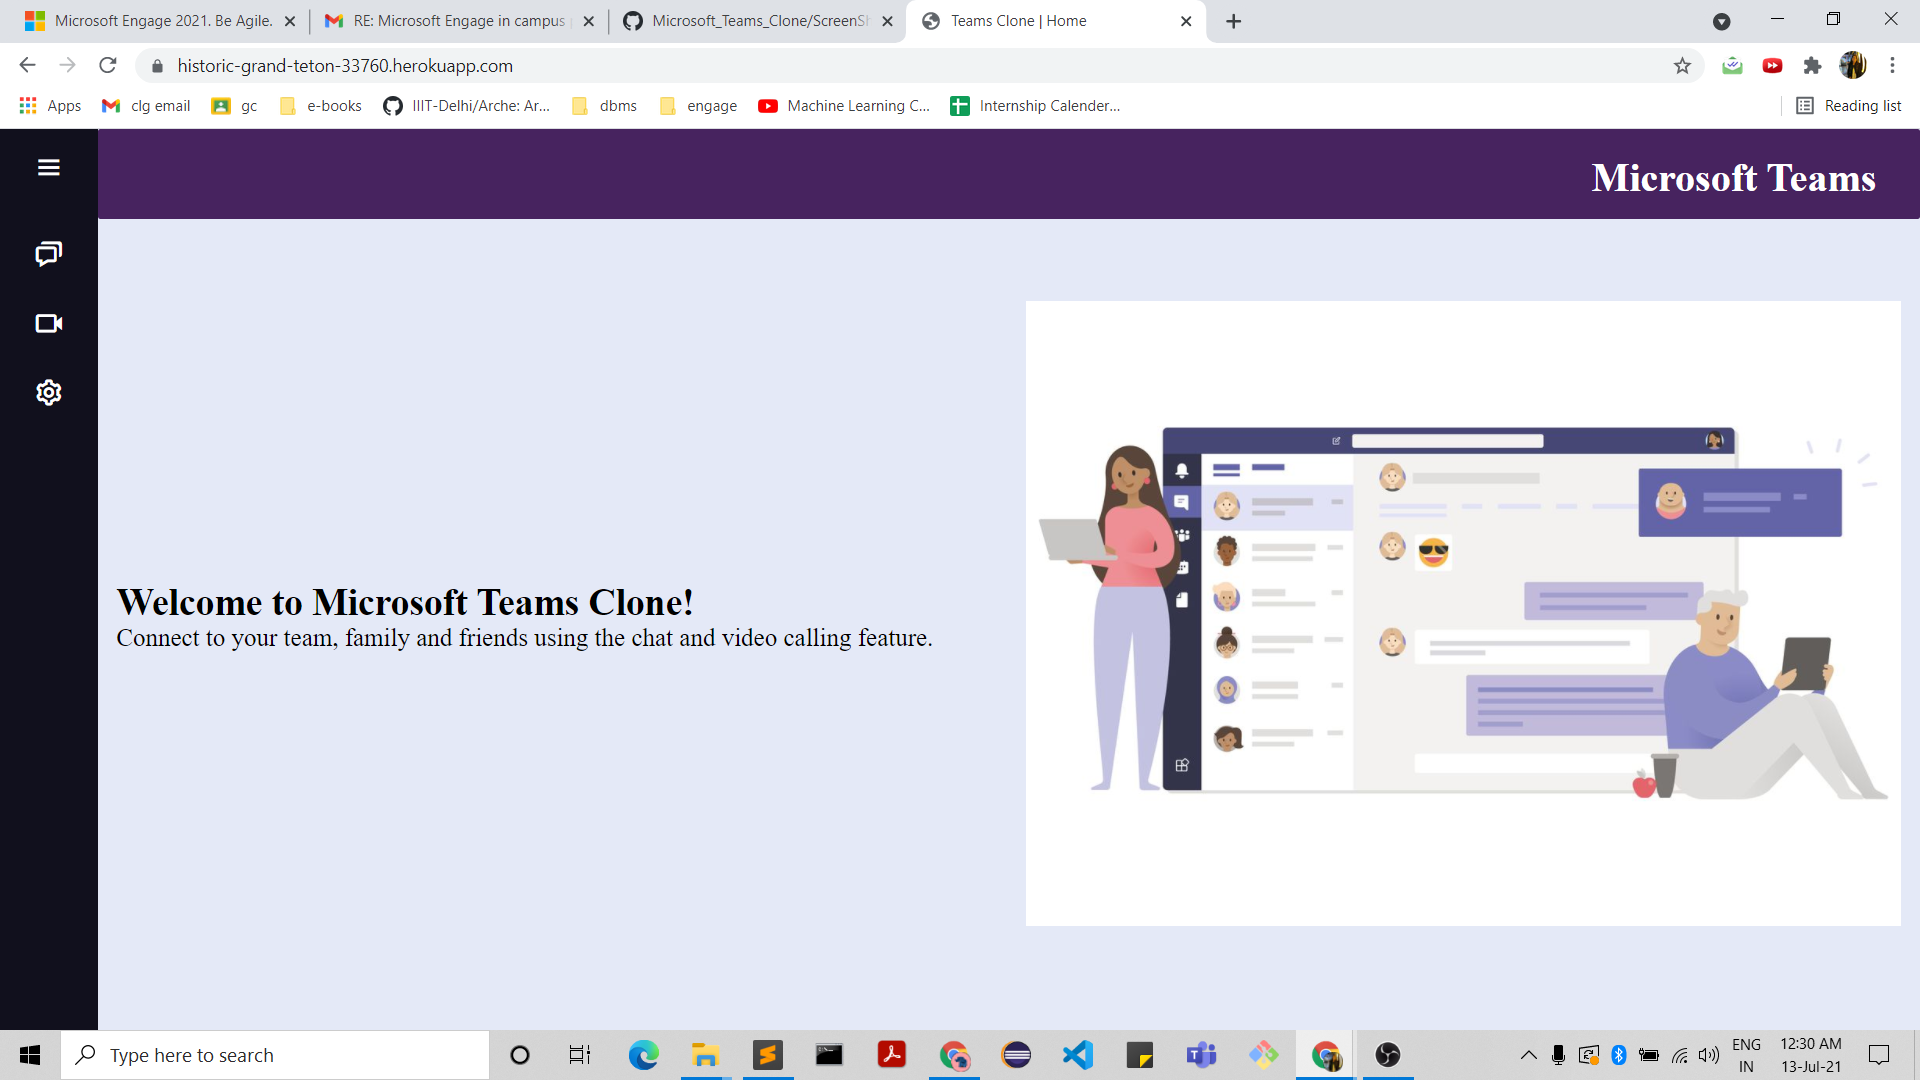 Microsoft Engage 2021. Be Agile.
RE: Microsoft Engage in campus
Microsoft_Teams_Clone/ScreenSh
Teams Clone | Home
historic-grand-teton-33760.herokuapp.com
Apps
clg email
gc
e-books
IIIT-Delhi/Arche: Ar...
dbms
engage
Machine Learning C...
Internship Calender...
Reading list
Microsoft Teams
Welcome to Microsoft Teams Clone!
Connect to your team, family and friends using the chat and video calling feature.
Type here to search
ENG
IN
12:30 AM
13-Jul-21